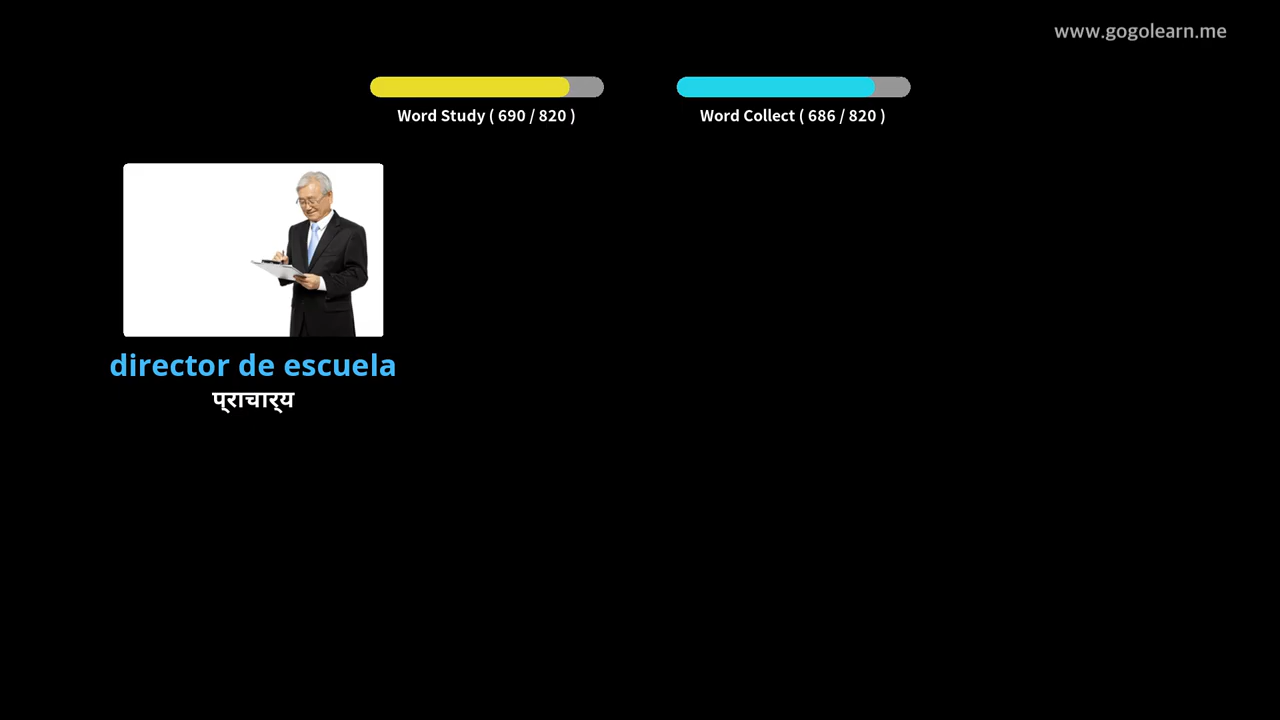 www.gogolearn.me
Word Study ( 690 / 820 )
Word Collect ( 686 / 820 )
director de escuela
प्राचार्य